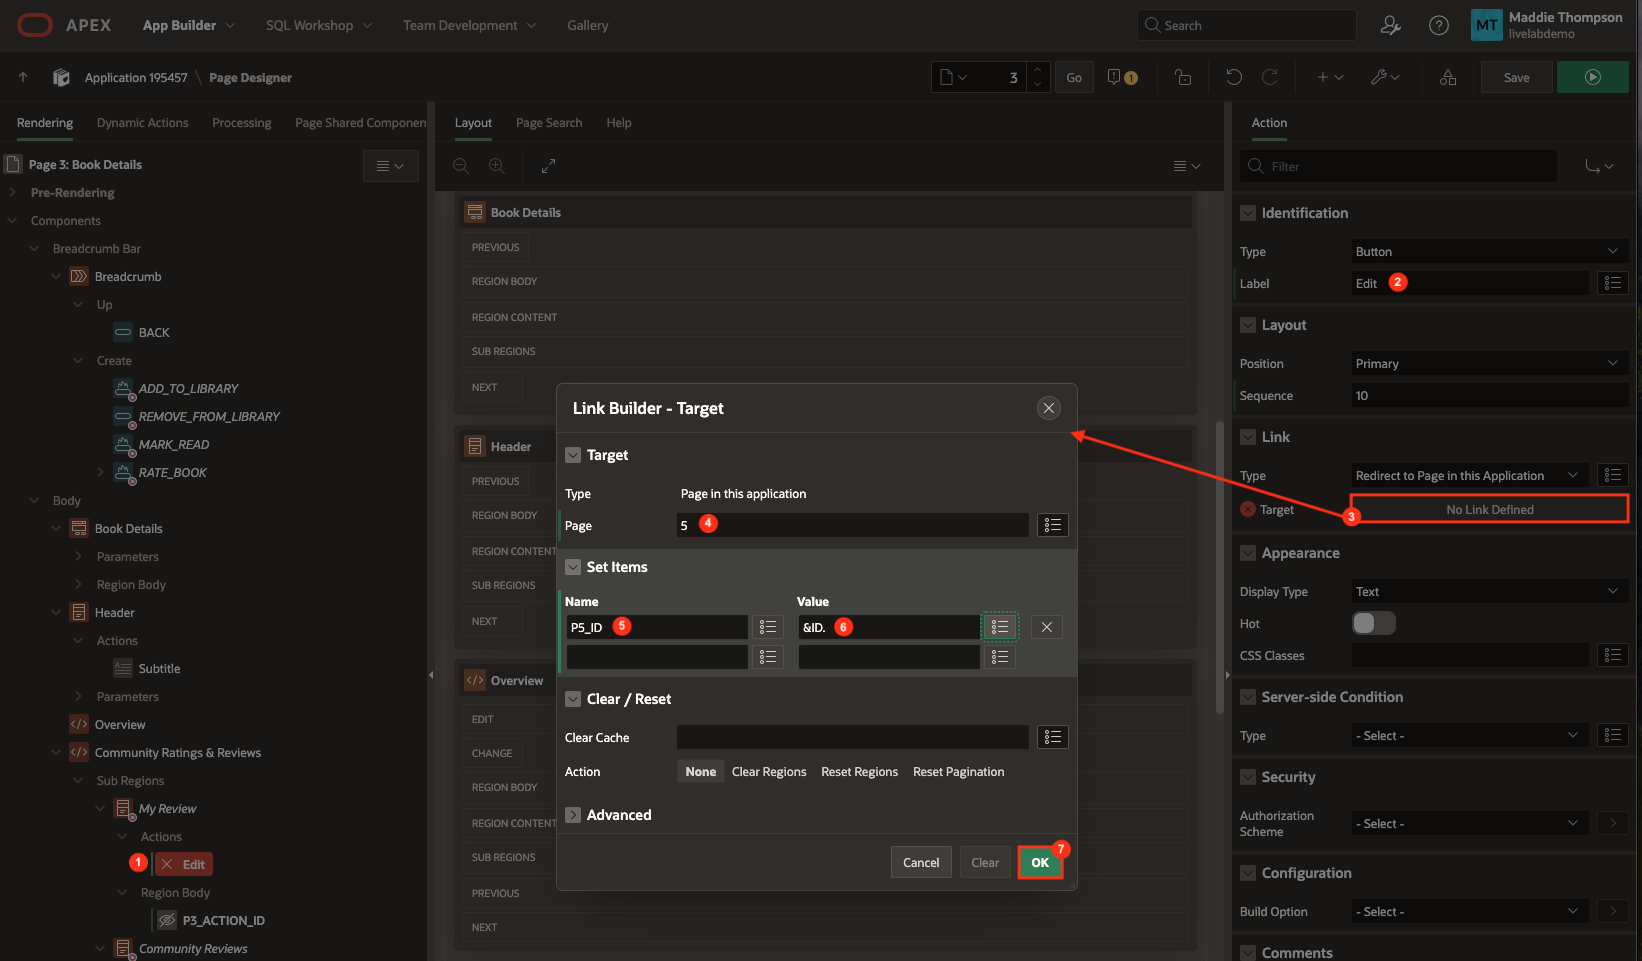 APEX
App Builder
SQL Workshop
Team Development
Gallery
Search
MT
Maddie Thompson
livelabdemo
Application 195457 \ Page Designer
3
Go
1
Save
Rendering
Dynamic Actions
Processing
Page Shared Componen
Page 3: Book Details
Pre-Rendering
Components
Breadcrumb Bar
Breadcrumb
Up
BACK
Create
ADD_TO_LIBRARY
REMOVE_FROM_LIBRARY
MARK_READ
RATE_BOOK
Body
Book Details
Parameters
Region Body
Header
Actions
Subtitle
Parameters
Overview
Community Ratings & Reviews
Sub Regions
My Review
Actions
1
Edit
Region Body
P3_ACTION_ID
Community Reviews
Layout
Page Search
Help
Book Details
PREVIOUS
REGION BODY
REGION CONTENT
SUB REGIONS
NEXT
Header
PREVIOUS
REGION BODY
REGION CONTENT
SUB REGIONS
NEXT
Overview
EDIT
CHANGE
REGION BODY
REGION CONTENT
SUB REGIONS
PREVIOUS
NEXT
Link Builder - Target
Target
Type
Page in this application
Page
5
4
Set Items
Name
Value
P5_ID
5
&ID.
6
Clear / Reset
Clear Cache
Action
None
Clear Regions
Reset Regions
Reset Pagination
Advanced
Cancel
Clear
OK
7
Action
Filter
Identification
Type
Button
Label
Edit
2
Layout
Position
Primary
Sequence
10
Link
Type
Redirect to Page in this Application
Target
3
No Link Defined
Appearance
Display Type
Text
Hot
CSS Classes
Server-side Condition
Type
- Select -
Security
Authorization
Scheme
- Select -
Configuration
Build Option
- Select -
Comments